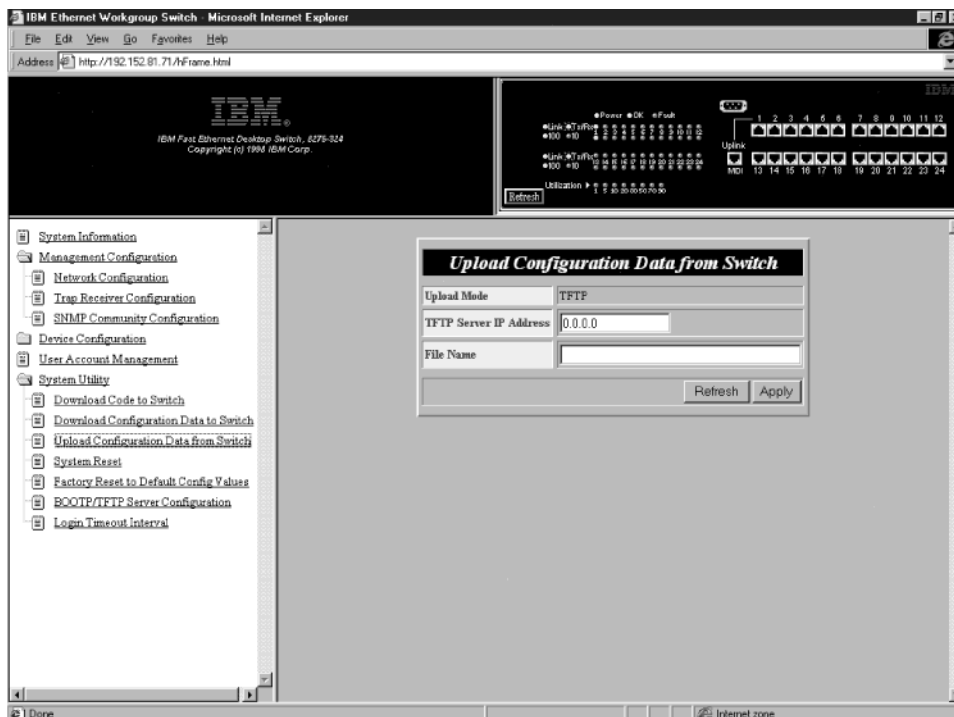 IBM Ethernet Workgroup Switch - Microsoft Internet Explorer
File Edit View Go Favorites Help
Address http://192.152.81.71/hFrame.html
IBM
IBM Fast Ethernet Desktop Switch, 8275-324
Copyright (c) 1998 IBM Corp.
IBM
Power OK Fault
1 2 3 4 5 6 7 8 9 10 11 12
100 10
Uplink
100 10
MDI 13 14 15 16 17 18 19 20 21 22 23 24
Utilization
Refresh
System Information
Management Configuration
Network Configuration
Trap Receiver Configuration
SNMP Community Configuration
Device Configuration
User Account Management
System Utility
Download Code to Switch
Download Configuration Data to Switch
Upload Configuration Data from Switch
System Reset
Factory Reset to Default Config Values
BOOTP/TFTP Server Configuration
Login Timeout Interval
Upload Configuration Data from Switch
Upload Mode TFTP
TFTP Server IP Address 0.0.0.0
File Name
Refresh Apply
Done
Internet zone